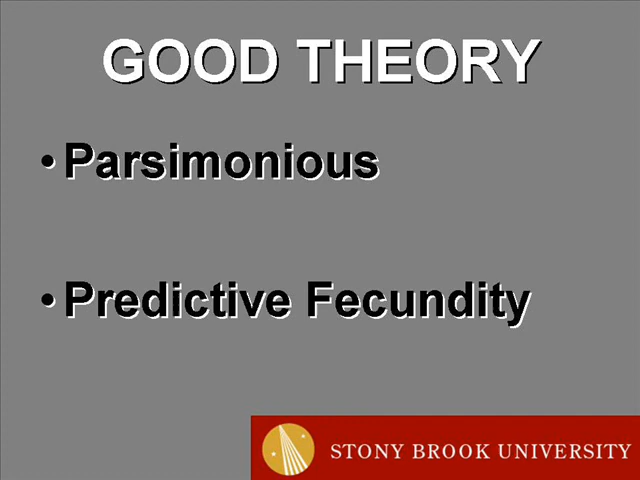 GOOD THEORY
• Parsimonious
• Predictive Fecundity
STONY BROOK UNIVERSITY